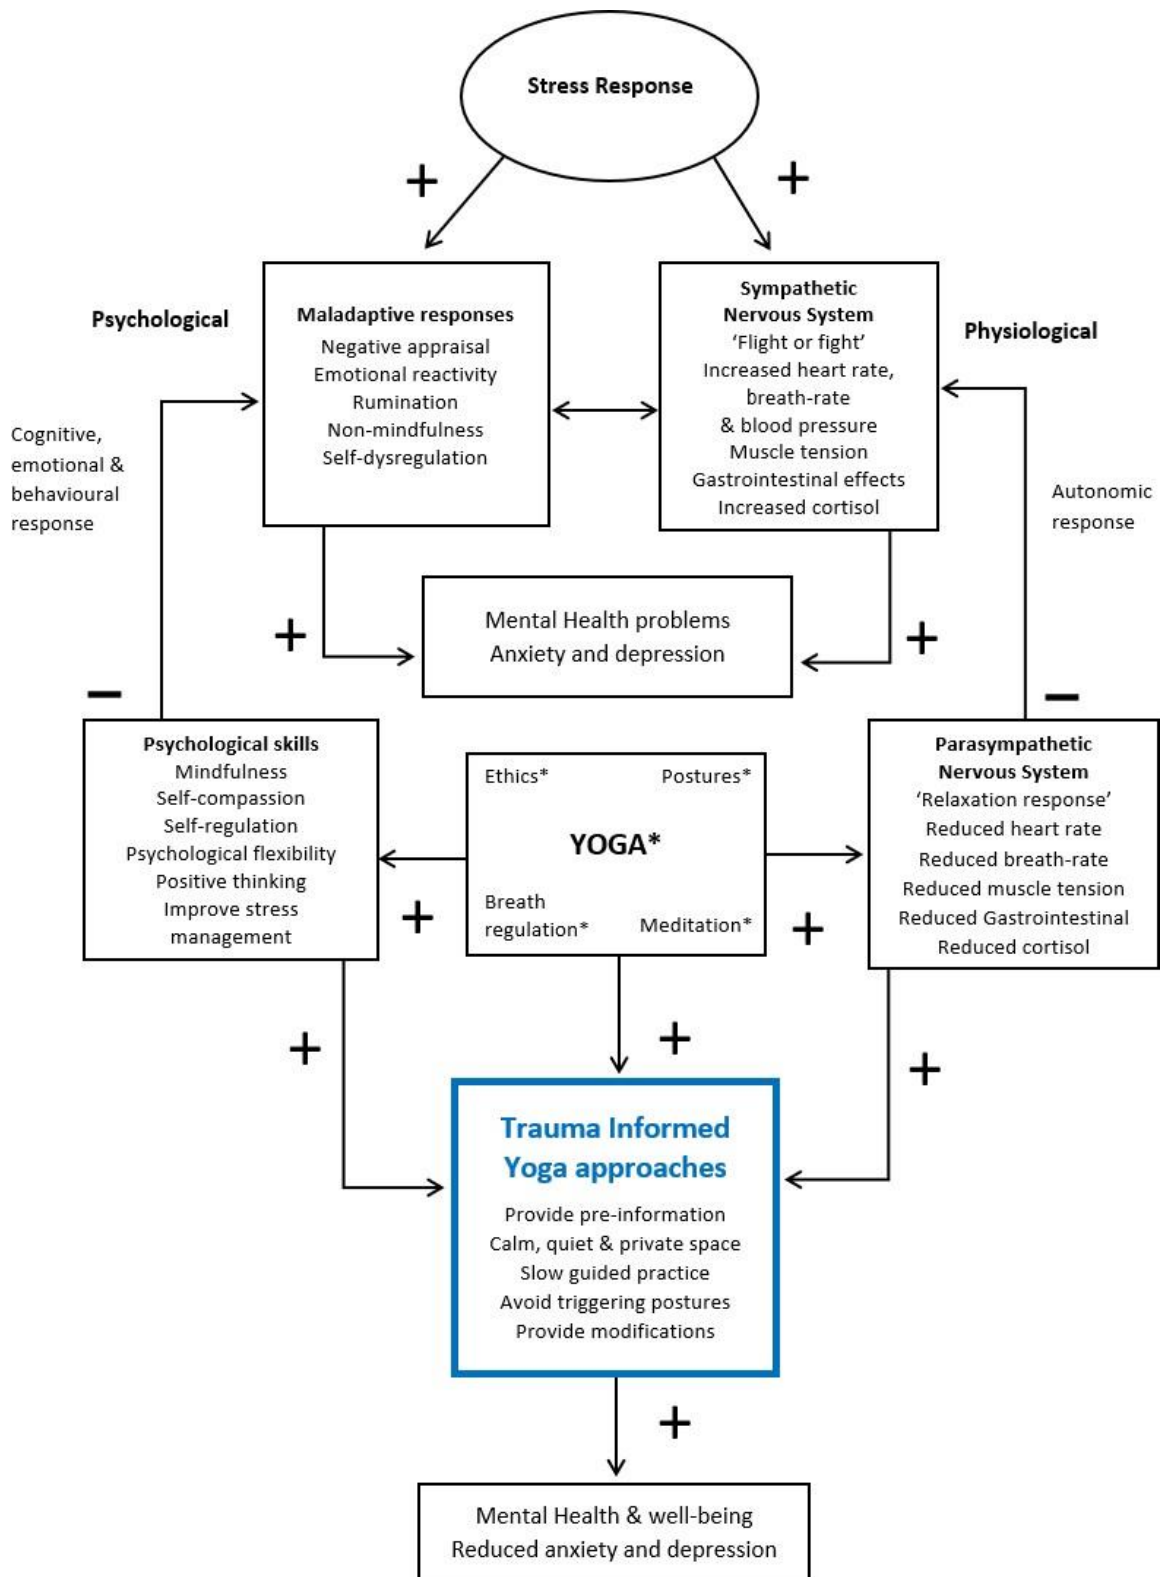 Stress Response
+
+
Psychological
Maladaptive responses
Negative appraisal
Emotional reactivity
Rumination
Non-mindfulness
Self-dysregulation
Sympathetic
Nervous System
‘Flight or fight’
Increased heart rate,
breath-rate
& blood pressure
Muscle tension
Gastrointestinal effects
Increased cortisol
Physiological
Cognitive,
emotional &
behavioural
response
Autonomic
response
+
Mental Health problems
Anxiety and depression
+
−
−
Psychological skills
Mindfulness
Self-compassion
Self-regulation
Psychological flexibility
Positive thinking
Improve stress
management
Ethics*
Postures*
YOGA*
Breath
regulation*
Meditation*
Parasympathetic
Nervous System
‘Relaxation response’
Reduced heart rate
Reduced breath-rate
Reduced muscle tension
Reduced Gastrointestinal
Reduced cortisol
+
+
+
+
+
Trauma Informed
Yoga approaches
Provide pre-information
Calm, quiet & private space
Slow guided practice
Avoid triggering postures
Provide modifications
+
Mental Health & well-being
Reduced anxiety and depression